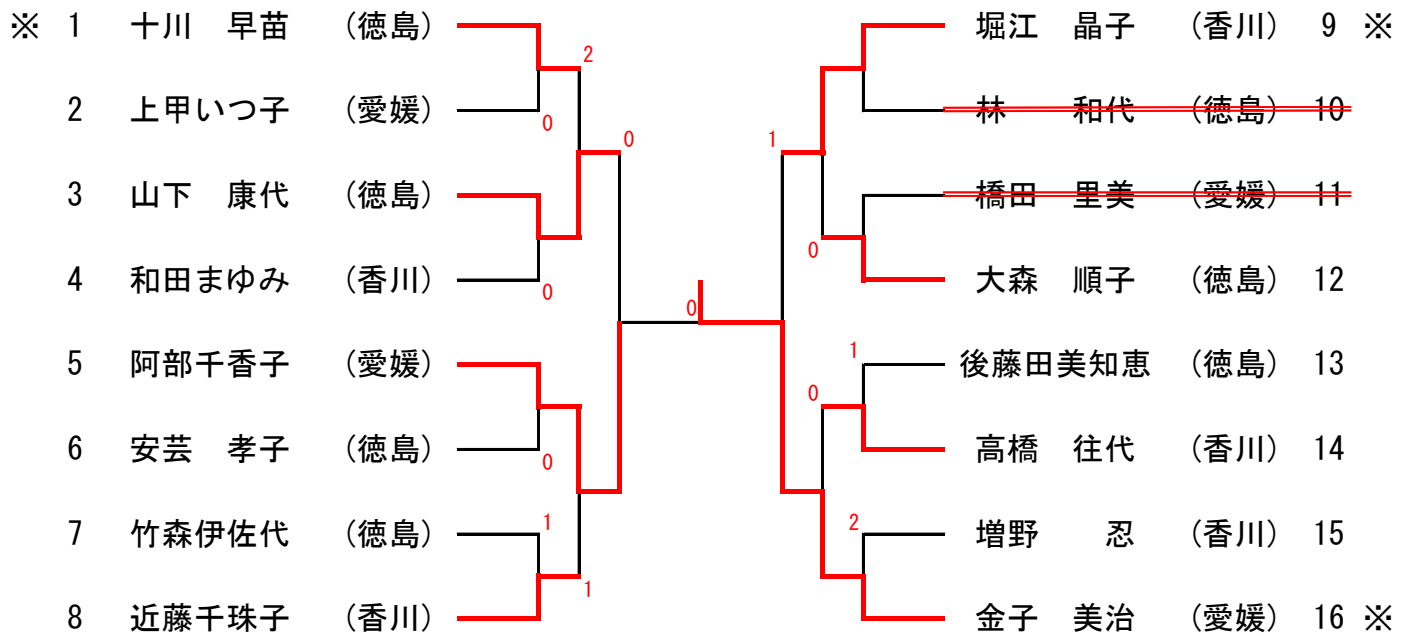 ※ 1 十川　早苗 （徳島） 堀江　晶子 （香川） 9 ※
2
2 上甲いつ子 （愛媛） 林　　和代 （徳島） 10
0 0 1
3 山下　康代 （徳島） 橋田　里美 （愛媛） 11
0
4 和田まゆみ （香川） 大森　順子 （徳島） 12
0 0
1
5 阿部千香子 （愛媛） 後藤田美知恵 （徳島） 13
0
6 安芸　孝子 （徳島） 高橋　往代 （香川） 14
0
1 2
7 竹森伊佐代 （徳島） 増野　　忍 （香川） 15
1
8 近藤千珠子 （香川） 金子　美治 （愛媛） 16 ※